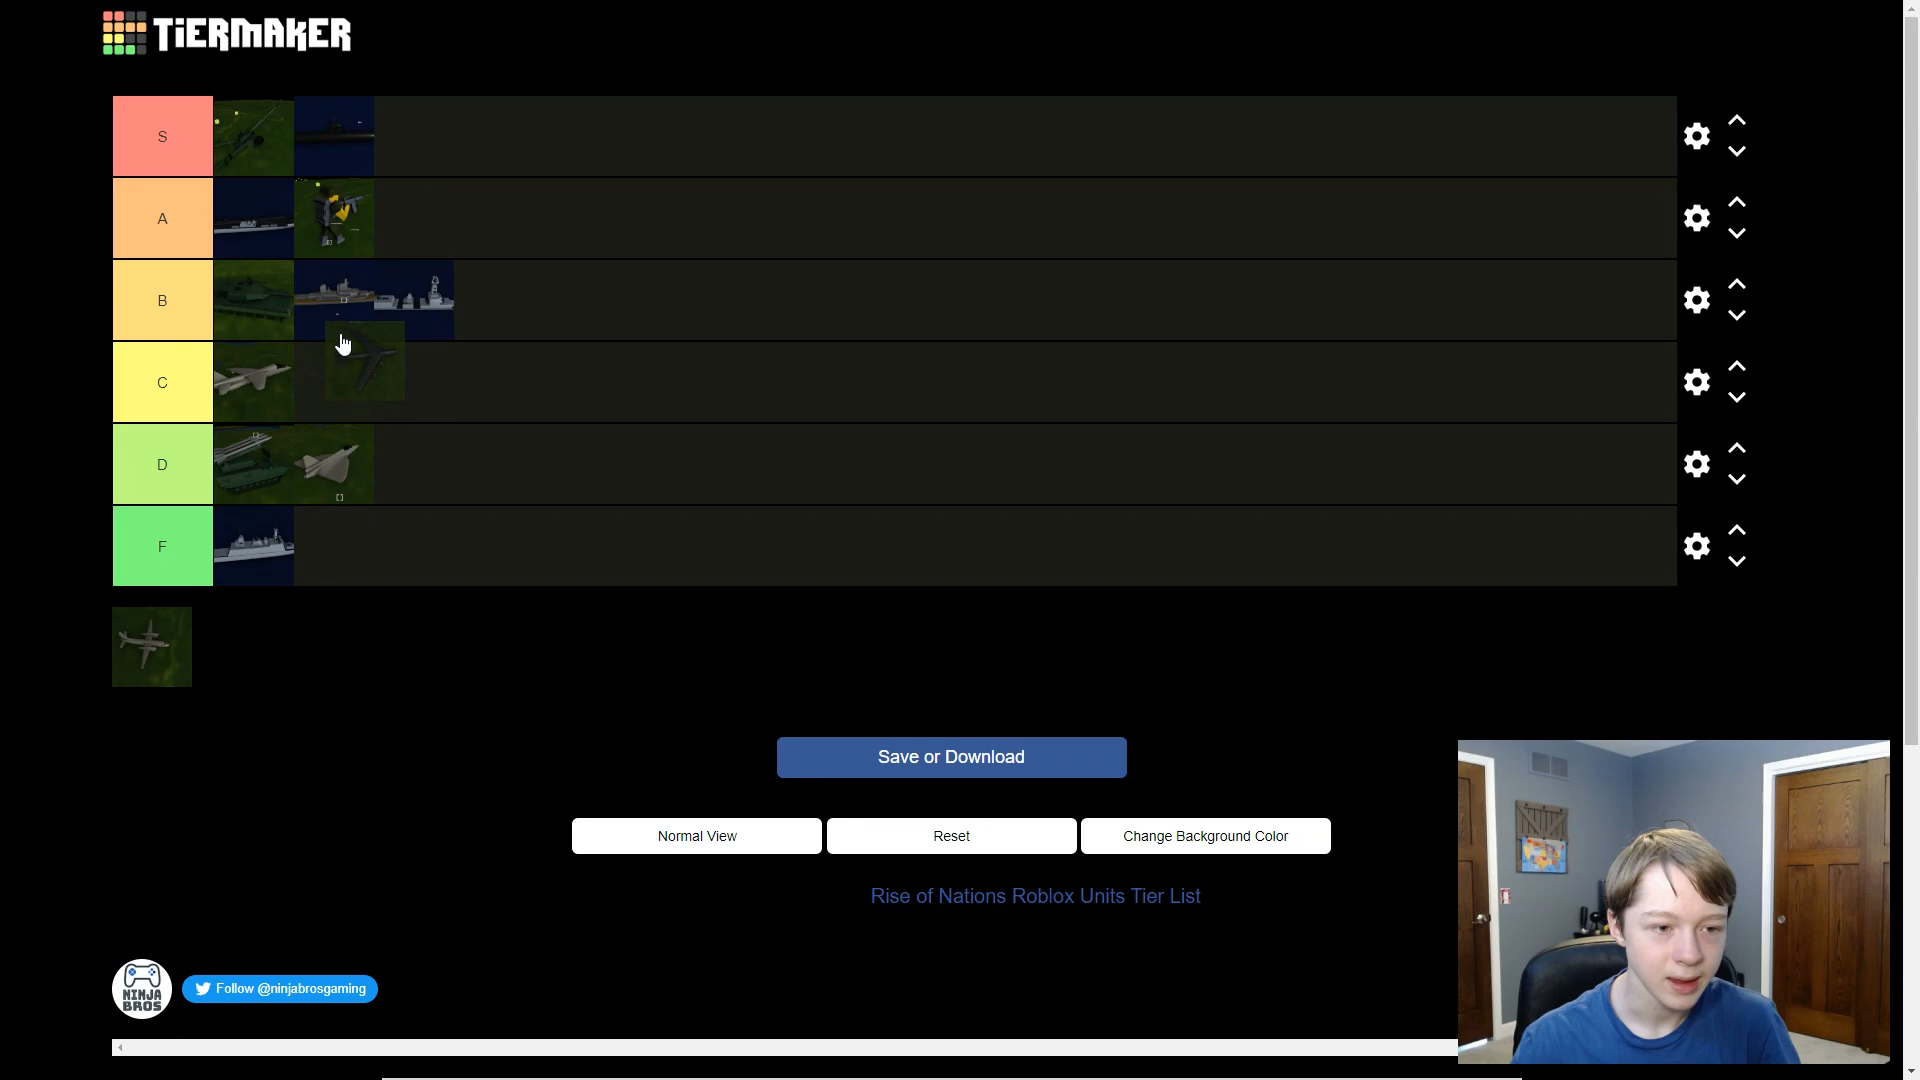 TiERMAKER
S
A
B
C
D
F
Save or Download
Normal View
Reset
Change Background Color
Rise of Nations Roblox Units Tier List
NINJA
BROS
Follow @ninjabrosgaming